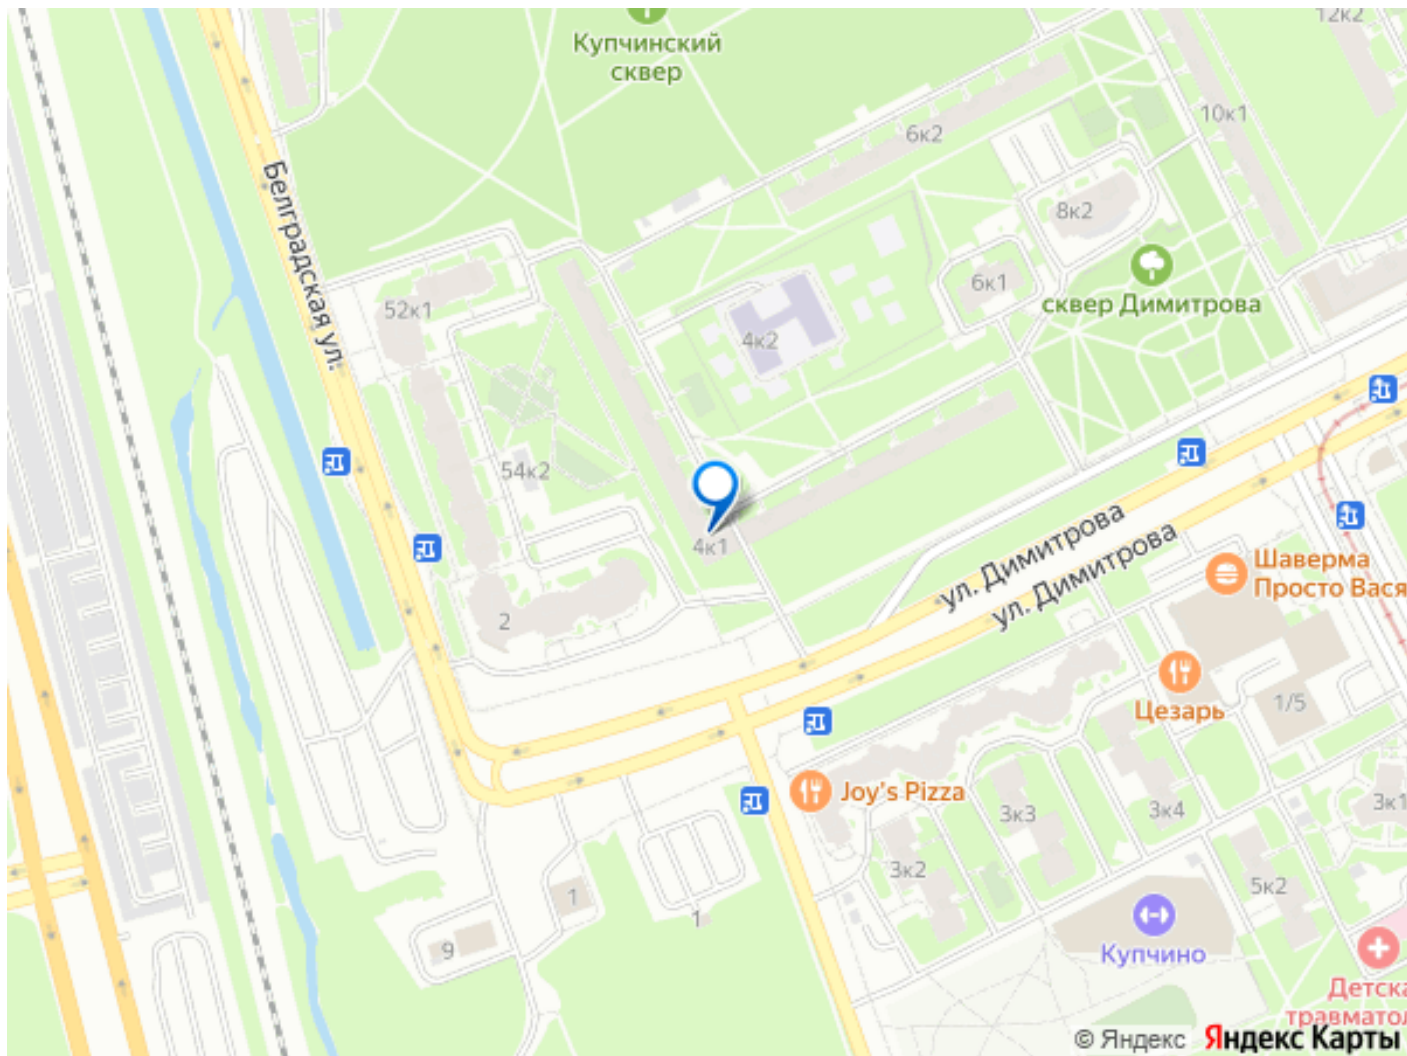 12к2
Купчинский
сквер
10к1
6к2
8к2
Белградская ул.
6к1
сквер Димитрова
52к1
4к2
54к2
4к1
ул. Димитрова
ул. Димитрова
Шаверма
Просто Вася
2
Цезарь
1/5
Joy's Pizza
3к1
3к3
3к4
3к2
5к2
1
1
9
Купчино
Детска
травматол
© Яндекс Яндекс Карты